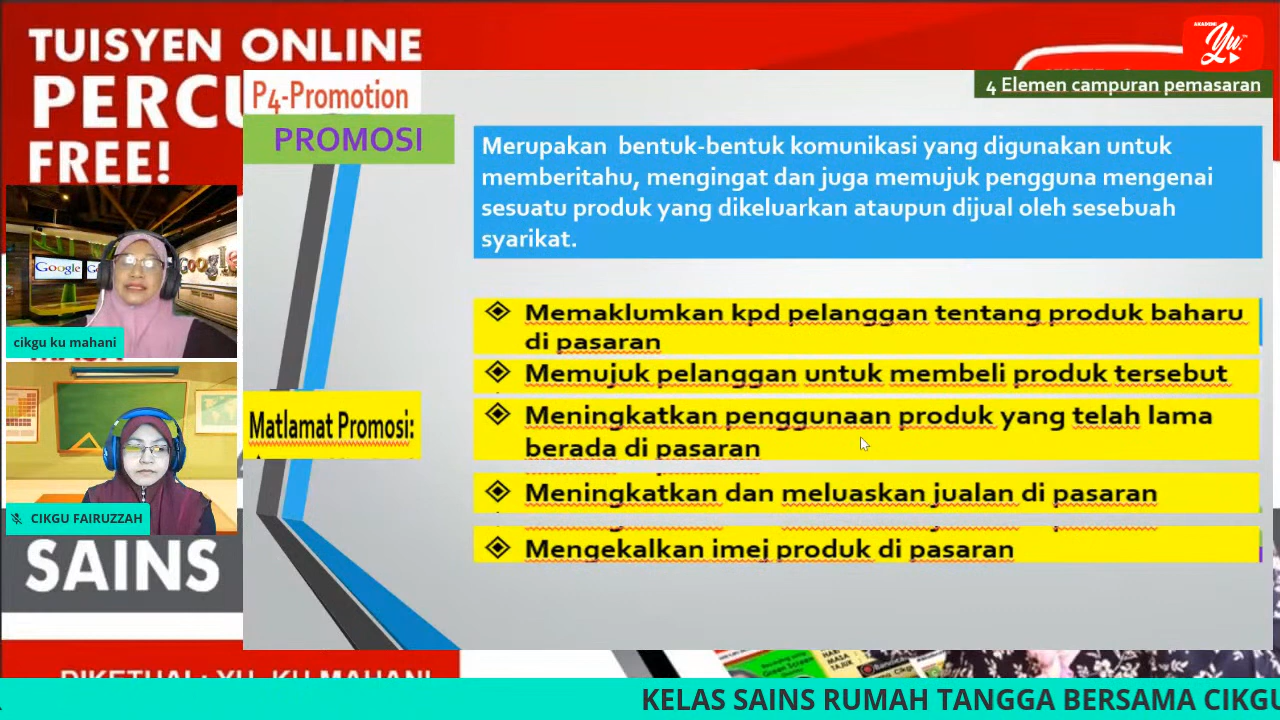 TUISYEN ONLINE
PERCU
FREE!
AKADEMI
Yu
P4-Promotion
4 Elemen campuran pemasaran
PROMOSI
Merupakan bentuk-bentuk komunikasi yang digunakan untuk
memberitahu, mengingat dan juga memujuk pengguna mengenai
sesuatu produk yang dikeluarkan ataupun dijual oleh sesebuah
syarikat.
Google
Google
cikgu ku mahani
Memaklumkan kpd pelanggan tentang produk baharu
di pasaran
Memujuk pelanggan untuk membeli produk tersebut
Matlamat Promosi:
Meningkatkan penggunaan produk yang telah lama
berada di pasaran
Meningkatkan dan meluaskan jualan di pasaran
Mengekalkan imej produk di pasaran
CIKGU FAIRUZZAH
SAINS
KELAS SAINS RUMAH TANGGA BERSAMA CIKGU